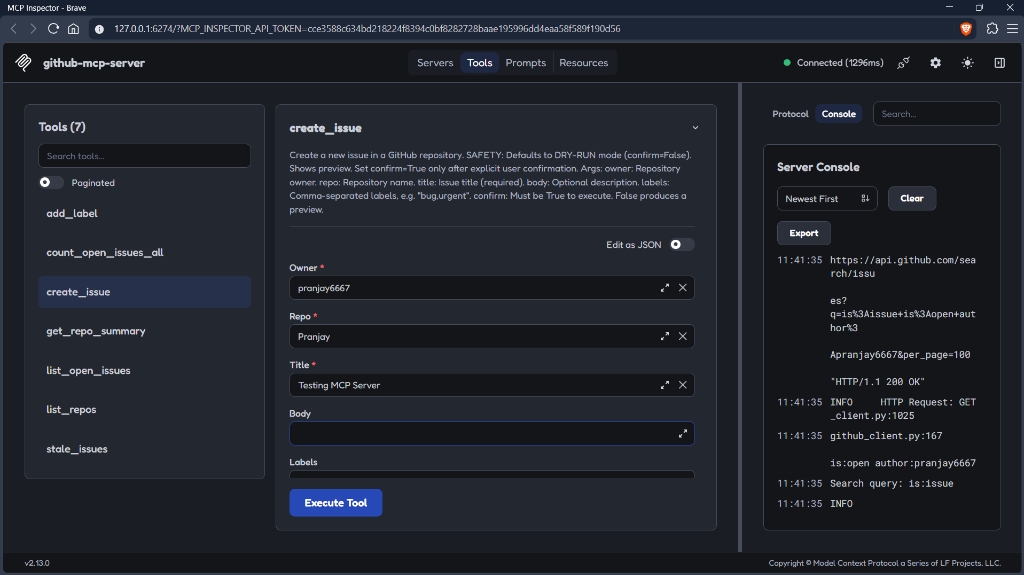 MCP Inspector - Brave
127.0.0.1:6274/?MCP_INSPECTOR_API_TOKEN=cce3588c634bd218224f8394c0bf8282728baae195996dd4eaa58f589f190d56
github-mcp-server
Servers
Tools
Prompts
Resources
Connected (1296ms)
Tools (7)
Search tools...
Paginated
add_label
count_open_issues_all
create_issue
get_repo_summary
list_open_issues
list_repos
stale_issues
create_issue
Create a new issue in a GitHub repository. SAFETY: Defaults to DRY-RUN mode (confirm=False).
Shows preview. Set confirm=True only after explicit user confirmation. Args: owner: Repository
owner. repo: Repository name. title: Issue title (required). body: Optional description. labels:
Comma-separated labels, e.g. "bug,urgent". confirm: Must be True to execute. False produces a
preview.
Edit as JSON
Owner *
pranjay6667
Repo *
Pranjay
Title *
Testing MCP Server
Body
Labels
Execute Tool
Protocol
Console
Search...
Server Console
Newest First
Clear
Export
11:41:35 https://api.github.com/sea
rch/issu
es?
q=is%3Aissue+is%3Aopen+aut
hor%3
Apranjay6667&per_page=100
"HTTP/1.1 200 OK"
11:41:35 INFO HTTP Request: GET
_client.py:1025
11:41:35 github_client.py:167
is:open author:pranjay6667
11:41:35 Search query: is:issue
11:41:35 INFO
v2.13.0
Copyright © Model Context Protocol a Series of LF Projects, LLC.